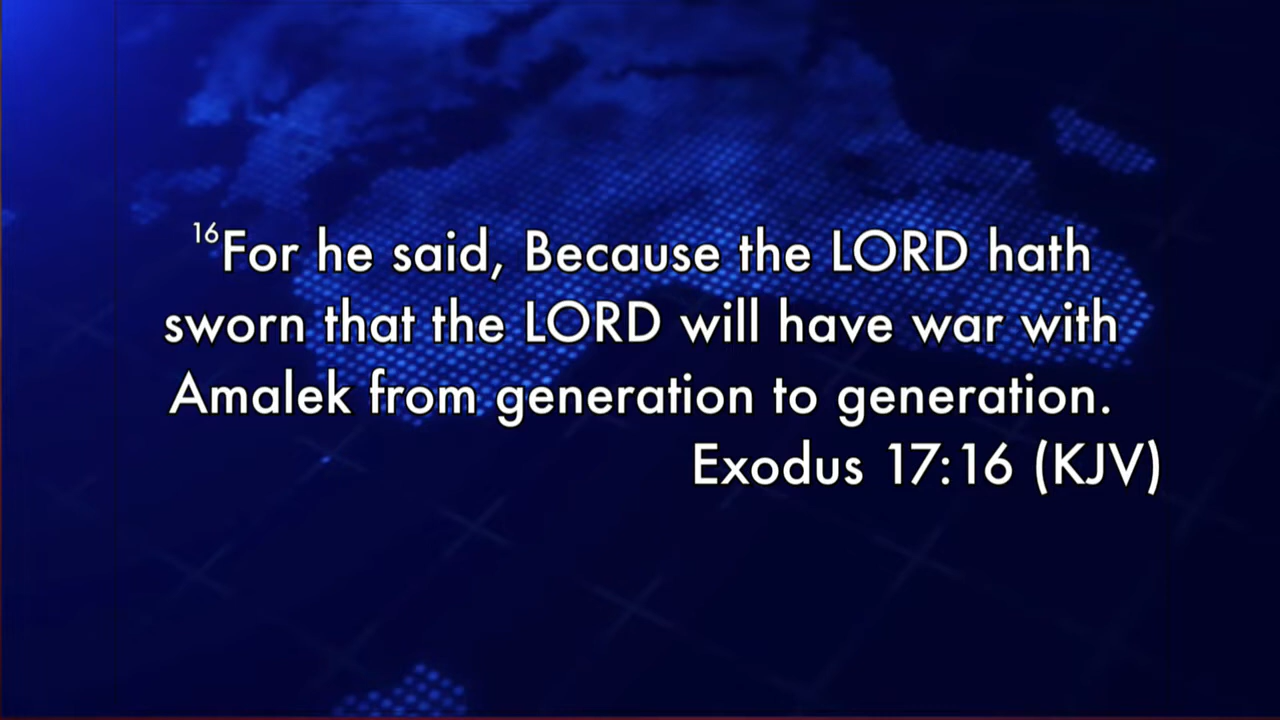 16For he said, Because the LORD hath
sworn that the LORD will have war with
Amalek from generation to generation.
Exodus 17:16 (KJV)